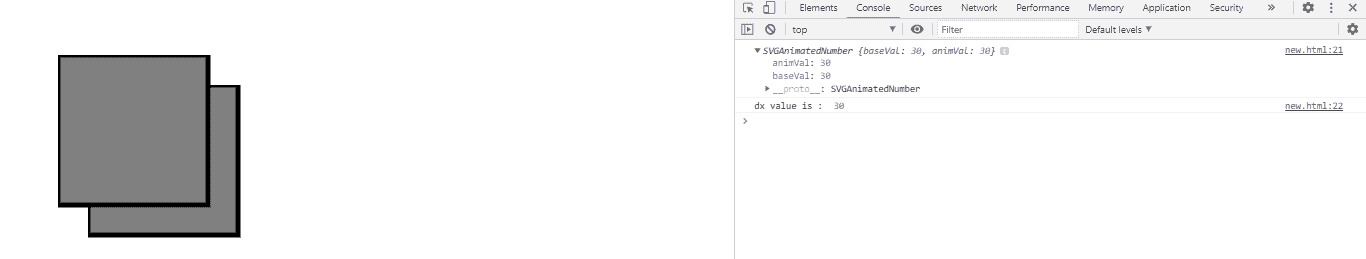 Elements Console Sources Network Performance Memory Application Security »
top ▼ Filter Default levels ▼
▼SVGAnimatedNumber {baseVal: 30, animVal: 30} i new.html:21
animVal: 30
baseVal: 30
▶__proto__: SVGAnimatedNumber
dx value is :  30 new.html:22
>